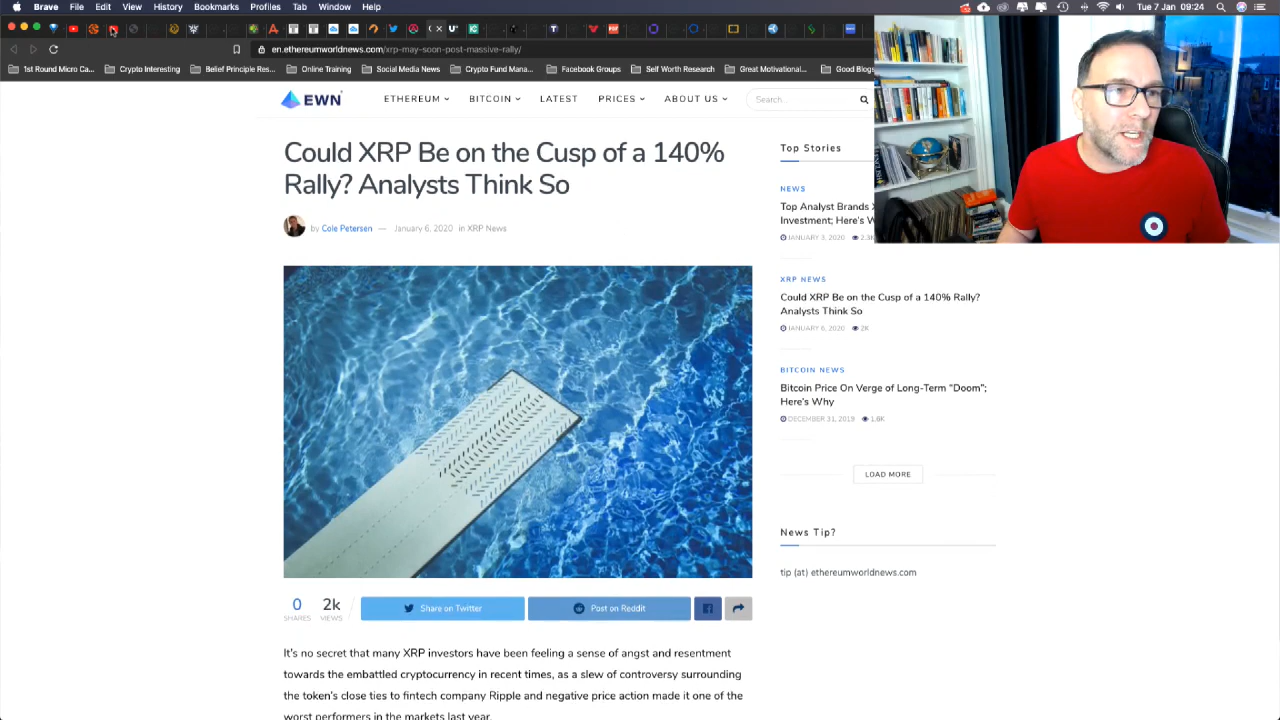 Brave File Edit View History Bookmarks Profiles Tab Window Help
Tue 7 Jan 09:24
en.ethereumworldnews.com/xrp-may-soon-post-massive-rally/
1st Round Micro Ca... Crypto Interesting Belief Principle Res... Online Training Social Media News Crypto Fund Mana... Facebook Groups Self Worth Research Great Motivational... Good Blogs
EWN
ETHEREUM BITCOIN LATEST PRICES ABOUT US Search...
Could XRP Be on the Cusp of a 140%
Rally? Analysts Think So
by Cole Petersen — January 6, 2020 in XRP News
0
SHARES
2k
VIEWS
Share on Twitter
Post on Reddit
It's no secret that many XRP investors have been feeling a sense of angst and resentment
towards the embattled cryptocurrency in recent times, as a slew of controversy surrounding
the token's close ties to fintech company Ripple and negative price action made it one of the
worst performers in the markets last year.
Top Stories
NEWS
Top Analyst Brands
Investment; Here's
JANUARY 3, 2020
XRP NEWS
Could XRP Be on the Cusp of a 140% Rally?
Analysts Think So
JANUARY 6, 2020 2K
BITCOIN NEWS
Bitcoin Price On Verge of Long-Term “Doom”;
Here's Why
DECEMBER 31, 2019 1.6K
LOAD MORE
News Tip?
tip (at) ethereumworldnews.com